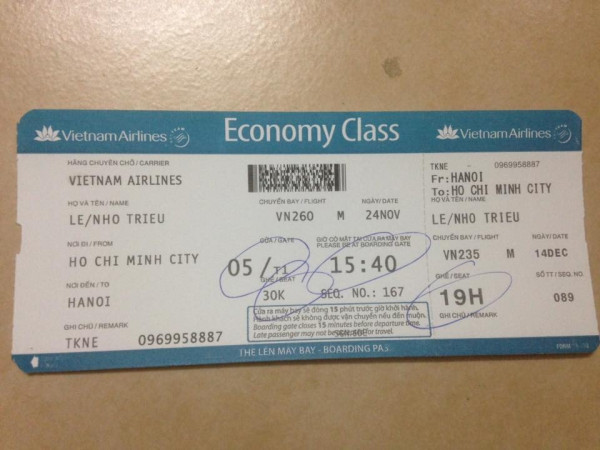 Vietnam Airlines
Economy Class
Vietnam Airlines
HÃNG CHUYÊN CHỞ / CARRIER
VIETNAM AIRLINES
HỌ VÀ TÊN / NAME
LE/NHO TRIEU
CHUYẾN BAY / FLIGHT
NGÀY/ DATE
VN260 M 24NOV
NƠI ĐI / FROM
HO CHI MINH CITY
CỬA/GATE
05/T1
GIỜ CÓ MẶT TẠI CỬA RA MÁY BAY
PLEASE BE AT BOARDING GATE
15:40
NƠI ĐẾN / TO
HANOI
GHẾ/SEAT
30K
SEQ. NO.: 167
GHI CHÚ / REMARK
TKNE 0969958887
Cửa ra máy bay sẽ đóng 15 phút trước giờ khởi hành.
Hành khách sẽ không được vận chuyển nếu đến muộn.
Boarding gate closes 15 minutes before departure time.
Late passenger may not be for travel.
THẺ LÊN MÁY BAY - BOARDING PASS
TKNE 0969958887
Fr: HANOI
To: HO CHI MINH CITY
HỌ VÀ TÊN / NAME
LE/NHO TRIEU
CHUYẾN BAY / FLIGHT
NGÀY/ DATE
VN235 M 14DEC
GHẾ /SEAT
SỐ TT / SEQ. NO.
19H
089
GHI CHÚ /REMARK